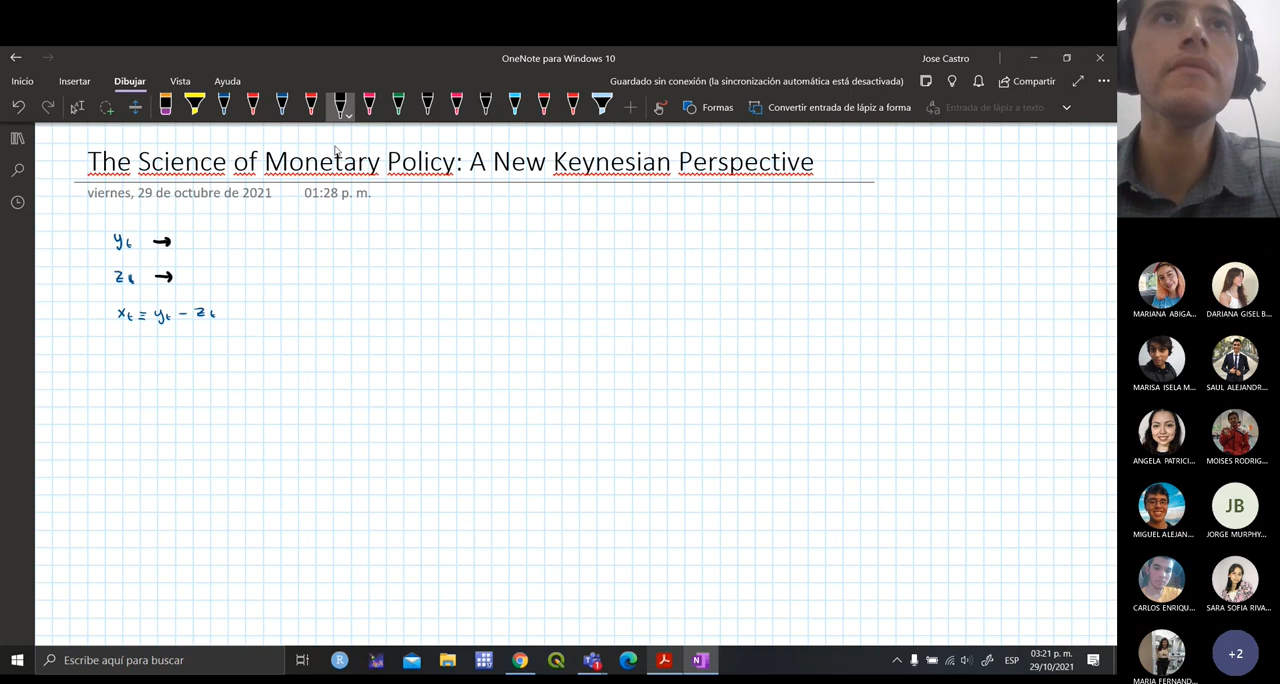 OneNote para Windows 10
Jose Castro
Inicio
Insertar
Dibujar
Vista
Ayuda
Guardado sin conexión (la sincronización automática está desactivada)
Compartir
Formas
Convertir entrada de lápiz a forma
Entrada de lápiz a texto
The Science of Monetary Policy: A New Keynesian Perspective
viernes, 29 de octubre de 2021 01:28 p. m.
yt →
zt →
xt ≡ yt − zt
MARIANA ABIGA...
DARIANA GISEL B...
MARISA ISELA M...
SAUL ALEJANDR...
ANGELA PATRICI...
MOISES RODRIG...
MIGUEL ALEJAN...
JB
JORGE MURPHY...
CARLOS ENRIQU...
SARA SOFIA RIVA...
MARIA FERNAND...
+2
Escribe aquí para buscar
ESP
03:21 p. m.
29/10/2021